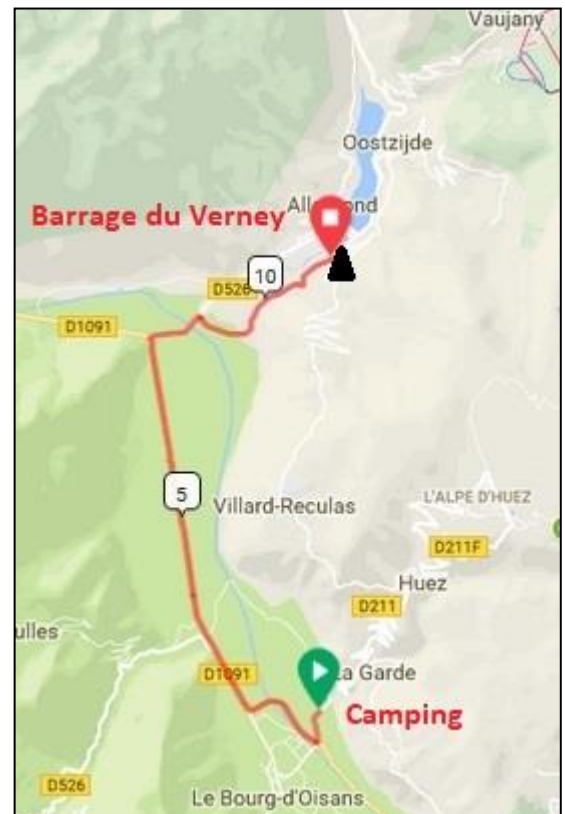 Vaujany
Oostzijde
Barrage du Verney
10
D526
D1091
5
Villard-Reculas
L'ALPE D'HUEZ
D211F
Huez
D211
ulles
La Garde
D1091
Camping
D526
Le Bourg-d'Oisans